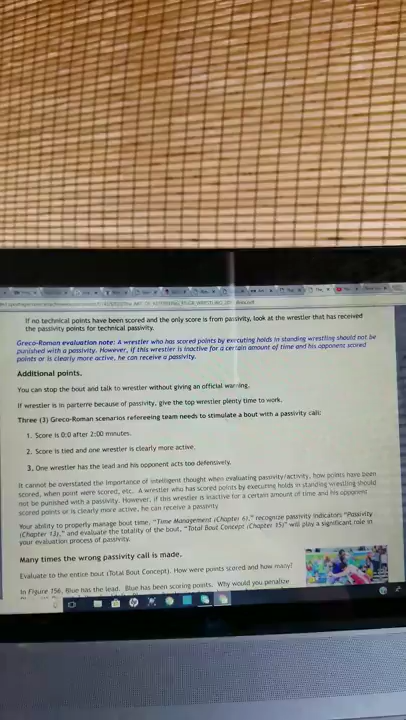 If no technical points have been scored and the only score is from passivity, look at the wrestler that has received
the passivity points for technical passivity.
Greco-Roman evaluation note: A wrestler who has scored points by executing holds in standing wrestling should not be
punished with a passivity. However, if this wrestler is inactive for a certain amount of time and his opponent scored
points or is clearly more active, he can receive a passivity.
Additional points.
You can stop the bout and talk to wrestler without giving an official warning.
If wrestler is in parterre because of passivity, give the top wrestler plenty time to work.
Three (3) Greco-Roman scenarios refereeing team needs to stimulate a bout with a passivity call:
1. Score is 0:0 after 2:00 minutes.
2. Score is tied and one wrestler is clearly more active.
3. One wrestler has the lead and his opponent acts too defensively.
It cannot be overstated the importance of intelligent thought when evaluating passivity/activity, how points have been
scored, when point were scored, etc. A wrestler who has scored points by executing holds in standing wrestling should
not be punished with a passivity. However, if this wrestler is inactive for a certain amount of time and his opponent
scored points or is clearly more active, he can receive a passivity
Your ability to properly manage bout time, "Time Management (Chapter 6)," recognize passivity indicators "Passivity
(Chapter 12)," and evaluate the totality of the bout, "Total Bout Concept (Chapter 15)" will play a significant role in
your evaluation process of passivity.
Many times the wrong passivity call is made.
Evaluate to the entire bout (Total Bout Concept). How were points scored and how many?
In Figure 156, Blue has the lead. Blue has been scoring points. Why would you penalize